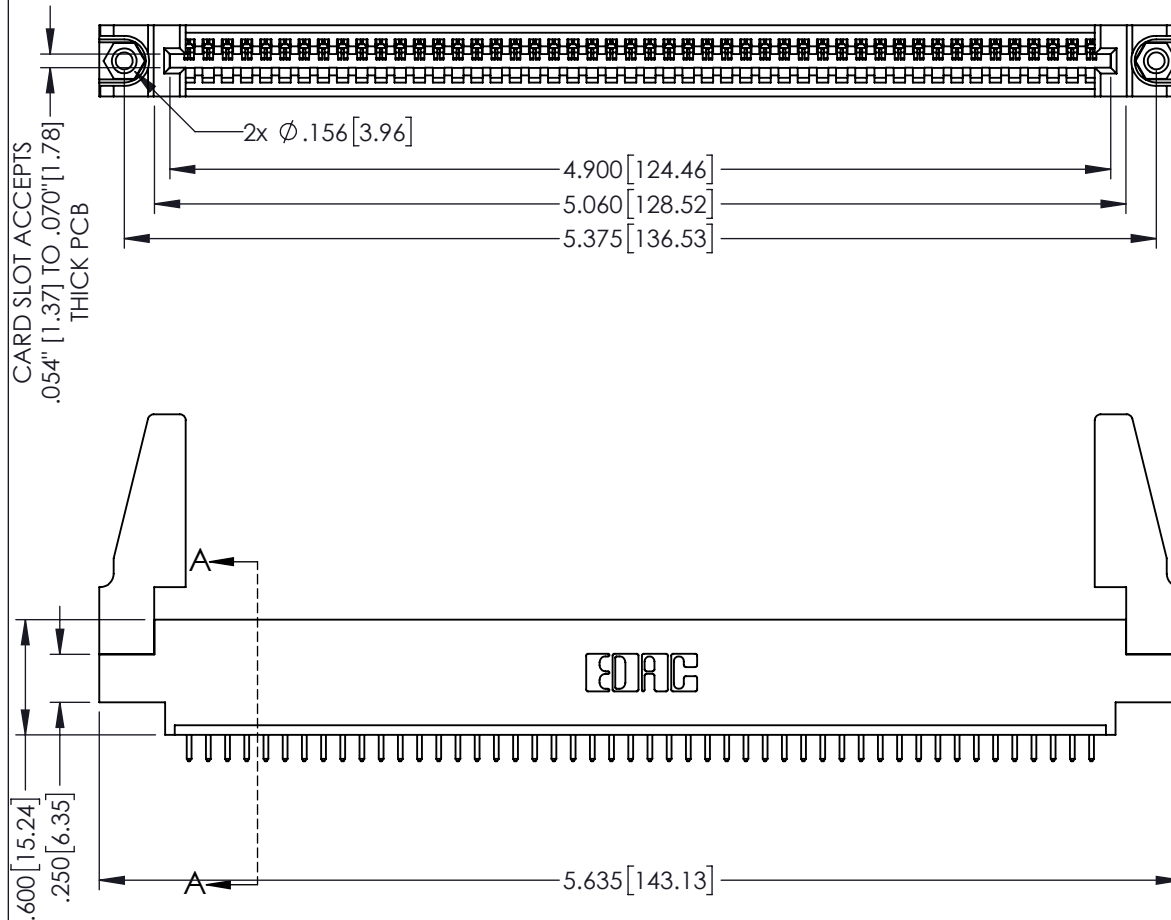 2x ∅ .156 [3.96]
4.900 [124.46]
5.060 [128.52]
5.375 [136.53]
CARD SLOT ACCEPTS
.054" [1.37] TO .070" [1.78]
THICK PCB
A
EDAC
.600 [15.24]
.250 [6.35]
A
5.635 [143.13]